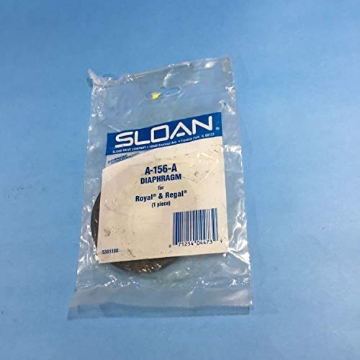 SLOAN
A-156-A
DIAPHRAGM
for
Royal® & Regal®
(1 piece)